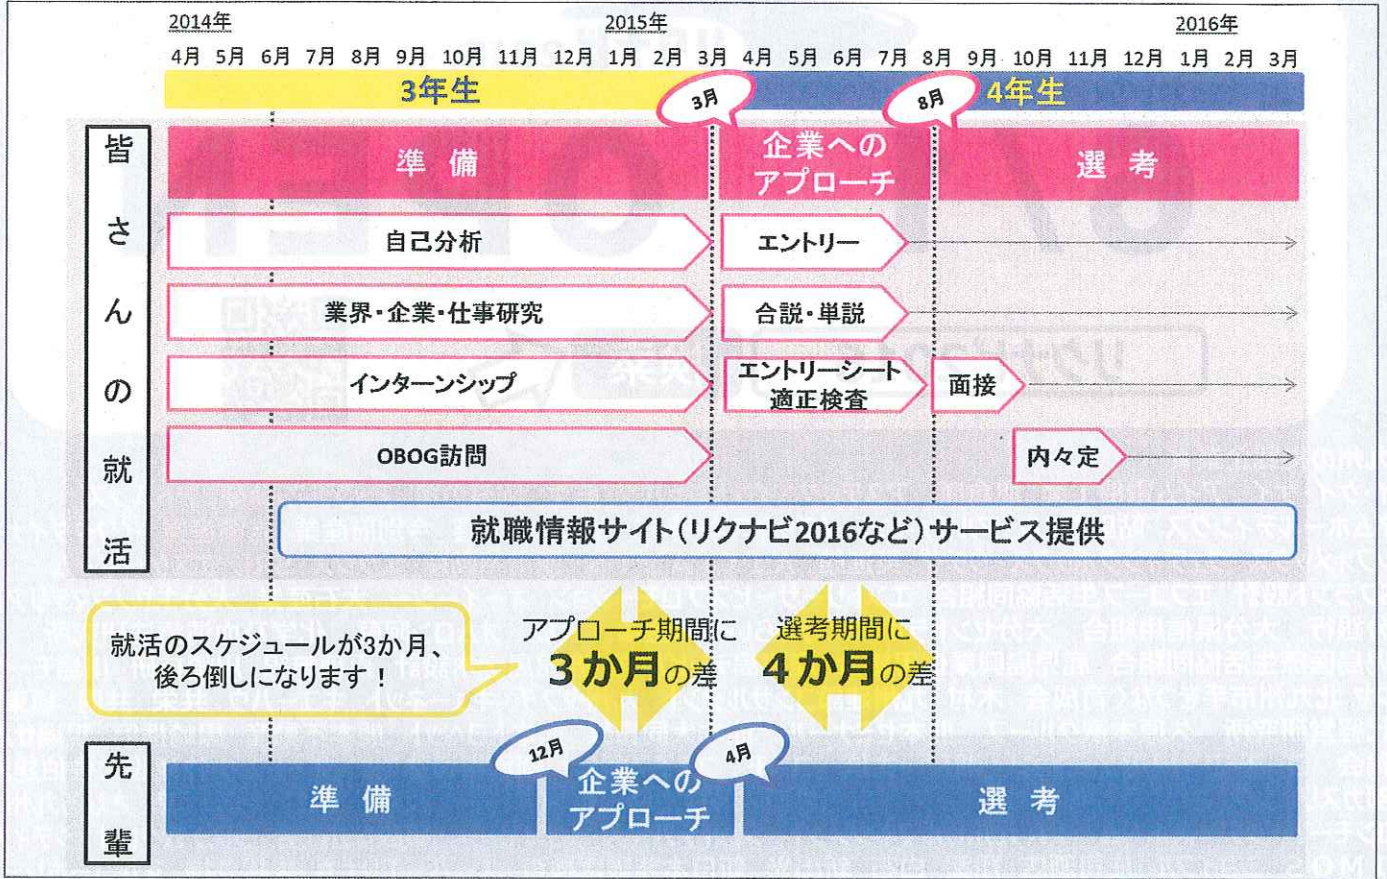 2014年 2015年 2016年
4月 5月 6月 7月 8月 9月 10月 11月 12月 1月 2月 3月 4月 5月 6月 7月 8月 9月 10月 11月 12月 1月 2月 3月
3年生 3月 8月 4年生
皆さんの就活
準 備
企業への
アプローチ
選 考
自己分析
エントリー
業界・企業・仕事研究
合説・単説
インターンシップ
エントリーシート
適正検査
面接
OBOG訪問
内々定
就職情報サイト(リクナビ2016など)サービス提供
就活のスケジュールが3か月、
後ろ倒しになります!
アプローチ期間に
3か月の差
選考期間に
4か月の差
先輩
12月
4月
準 備
企業への
アプローチ
選 考